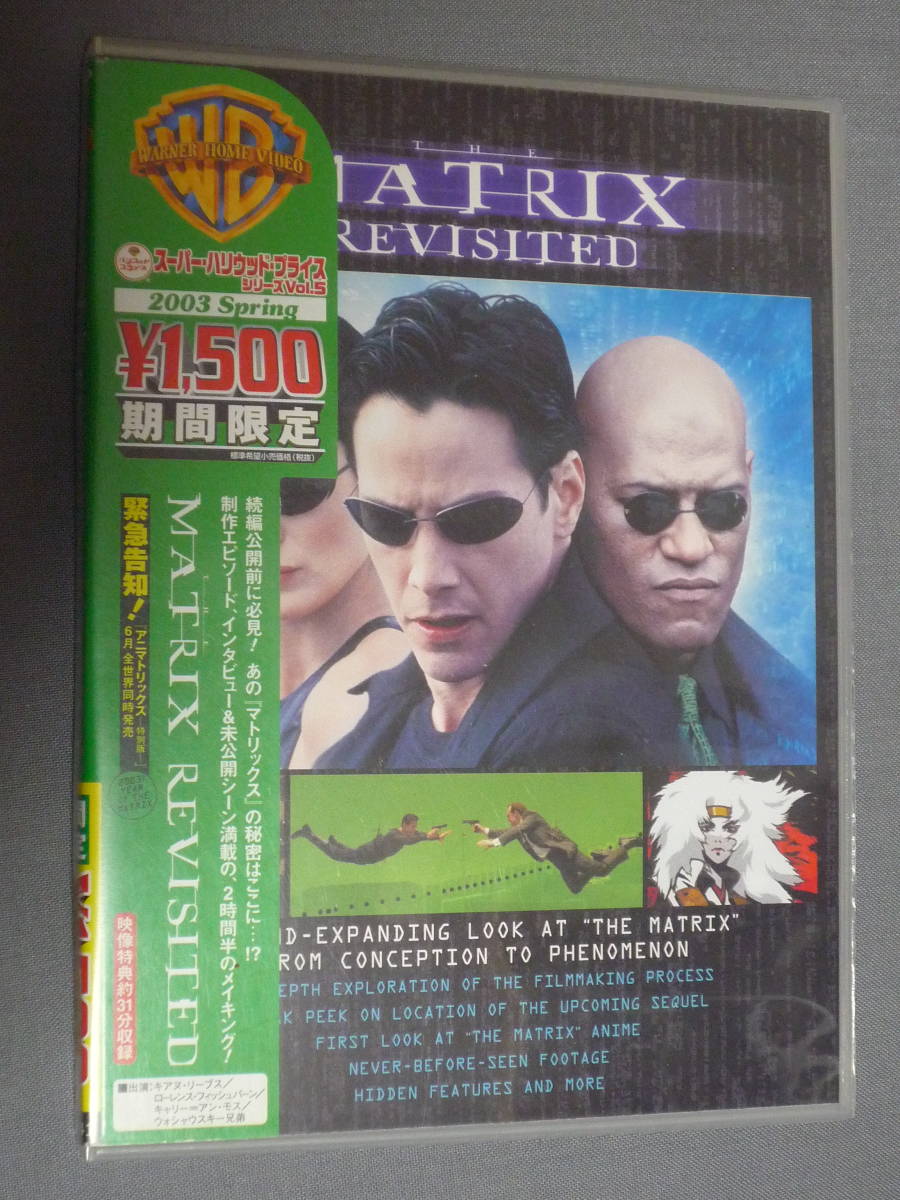 WB
WARNER HOME VIDEO
スーパー・ハリウッド・プライス
シリーズVol.5
2003 Spring
¥1,500
期間限定
標準希望小売価格(税抜)
続編公開前に必見! あの『マトリックス』の秘密はここに…!?
制作エピソード、インタビュー&未公開シーン満載の、2時間半のメイキング!
MATRIX REVISITED
緊急告知!
「アニマトリックス-特別版-」
6月 全世界同時発売
映像特典約31分収録
■出演:キアヌ・リーブス/
ローレンス・フィッシュバーン/
キャリー=アン・モス/
ウォシャウスキー兄弟
THE
MATRIX
REVISITED
ND-EXPANDING LOOK AT "THE MATRIX"
ROM CONCEPTION TO PHENOMENON
DEPTH EXPLORATION OF THE FILMMAKING PROCESS
K PEEK ON LOCATION OF THE UPCOMING SEQUEL
FIRST LOOK AT "THE MATRIX" ANIME
NEVER-BEFORE-SEEN FOOTAGE
HIDDEN FEATURES AND MORE